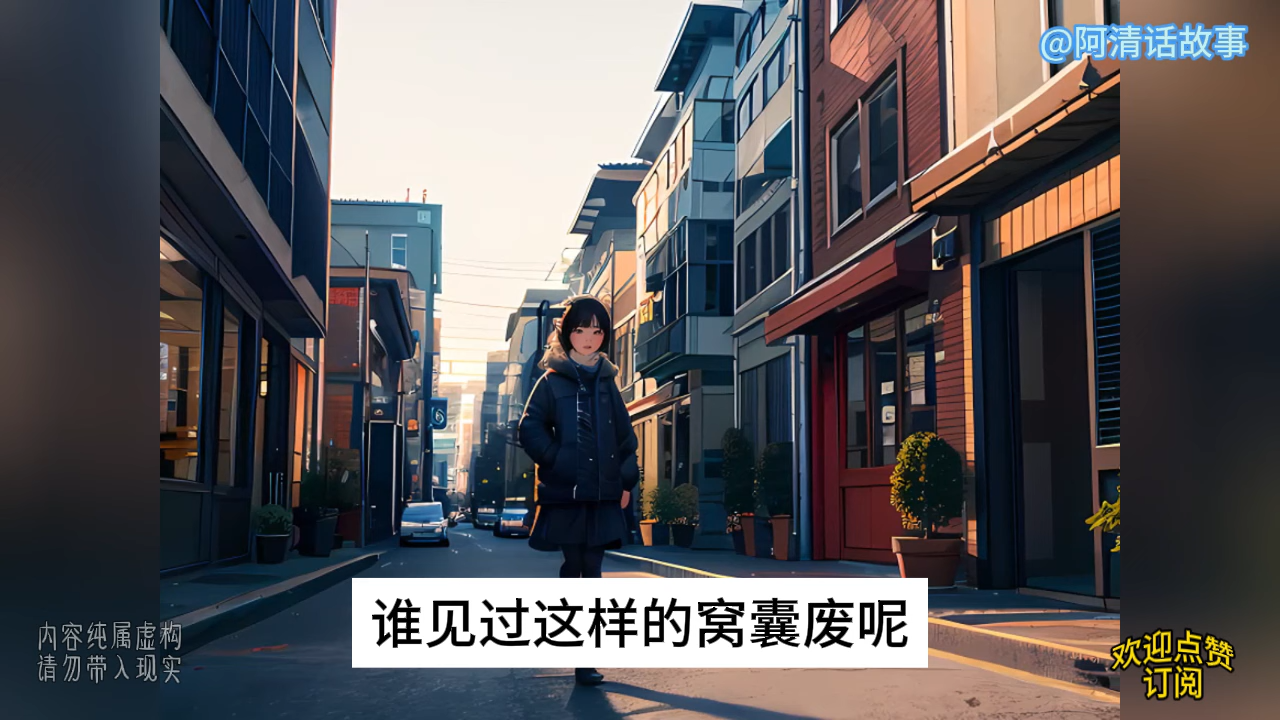 @阿清话故事
谁见过这样的窝囊废呢
内容纯属虚构
请勿带入现实
欢迎点赞
订阅